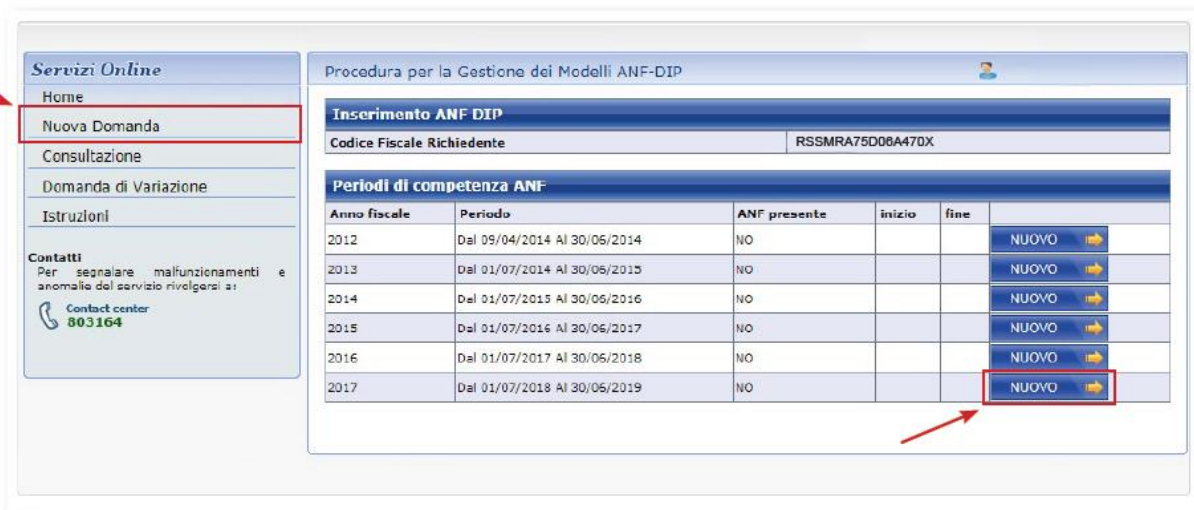 Servizi Online
Home
Nuova Domanda
Consultazione
Domanda di Variazione
Istruzioni
Contatti
Per segnalare malfunzionamenti e
anomalie del servizio rivolgersi a:
Contact center
803164
Procedura per la Gestione dei Modelli ANF-DIP
Inserimento ANF DIP
Codice Fiscale Richiedente RSSMRA75D06A470X
Periodi di competenza ANF
Anno fiscale Periodo ANF presente inizio fine
2012 Dal 09/04/2014 Al 30/06/2014 NO NUOVO
2013 Dal 01/07/2014 Al 30/06/2015 NO NUOVO
2014 Dal 01/07/2015 Al 30/06/2016 NO NUOVO
2015 Dal 01/07/2016 Al 30/06/2017 NO NUOVO
2016 Dal 01/07/2017 Al 30/06/2018 NO NUOVO
2017 Dal 01/07/2018 Al 30/06/2019 NO NUOVO